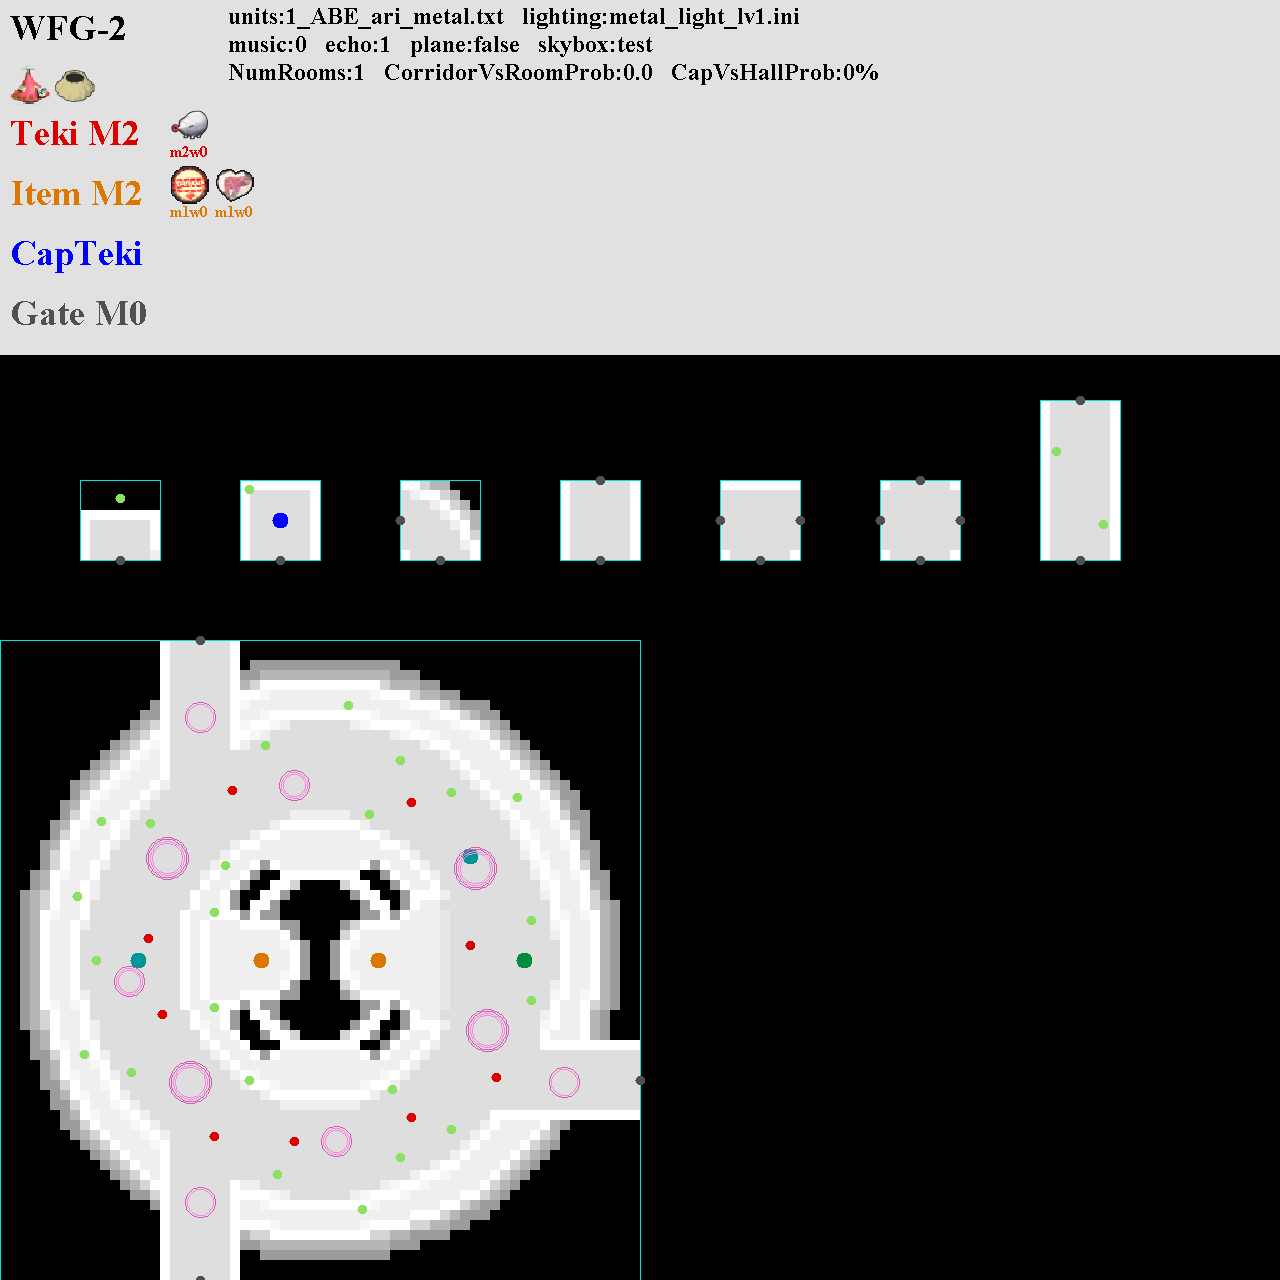 WFG-2
units:1_ABE_ari_metal.txt lighting:metal_light_lv1.ini
music:0 echo:1 plane:false skybox:test
NumRooms:1 CorridorVsRoomProb:0.0 CapVsHallProb:0%
Teki M2
m2w0
Item M2
m1w0 m1w0
CapTeki
Gate M0